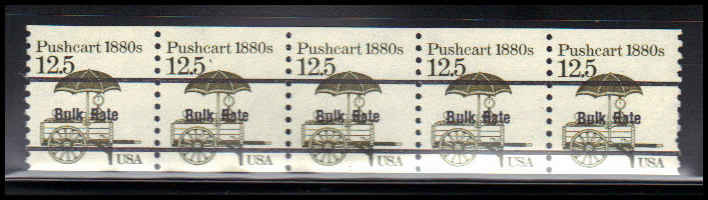 Pushcart 1880s Pushcart 1880s Pushcart 1880s Pushcart 1880s Pushcart 1880s
12.5 12.5 12.5 12.5 12.5
Bulk Rate Bulk Rate Bulk Rate Bulk Rate Bulk Rate
USA USA USA USA USA